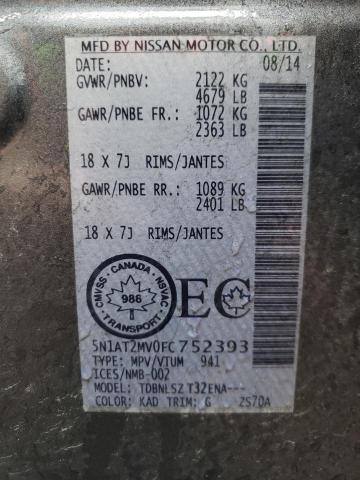 MFD BY NISSAN MOTOR CO., LTD.
DATE: 08/14
GVWR/PNBV: 2122 KG
4679 LB
GAWR/PNBE FR.: 1072 KG
2363 LB
18 X 7J RIMS/JANTES
GAWR/PNBE RR.: 1089 KG
2401 LB
18 X 7J RIMS/JANTES
CMVSS - CANADA - NSVAC
986
TRANSPORT
EC
5N1AT2MV0FC752393
TYPE: MPV/VTUM 941
ICES/NMB-002
MODEL: TDBNLSZ T32ENA---
COLOR: KAD TRIM: G 2S70A